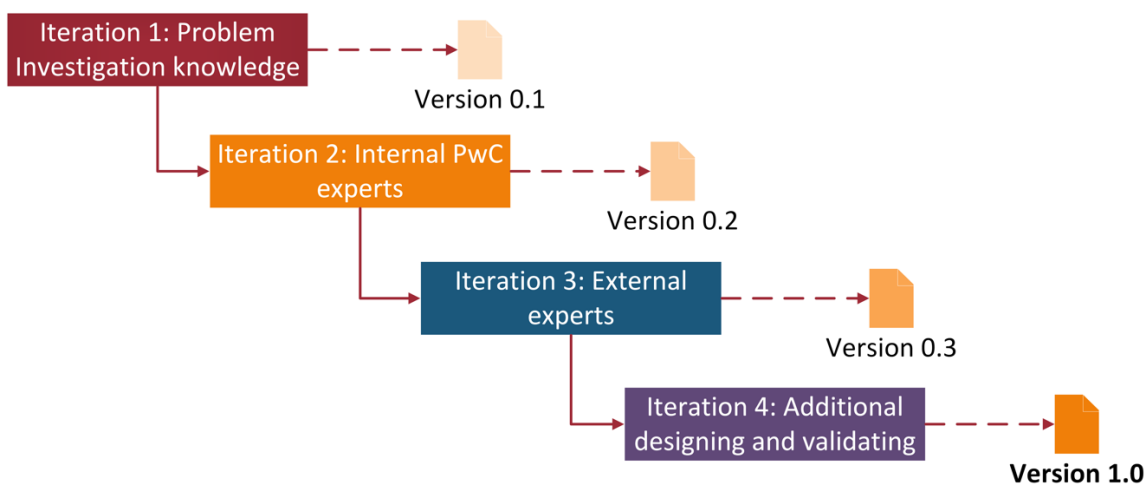 Iteration 1: Problem
Investigation knowledge
Version 0.1
Iteration 2: Internal PwC
experts
Version 0.2
Iteration 3: External
experts
Version 0.3
Iteration 4: Additional
designing and validating
Version 1.0